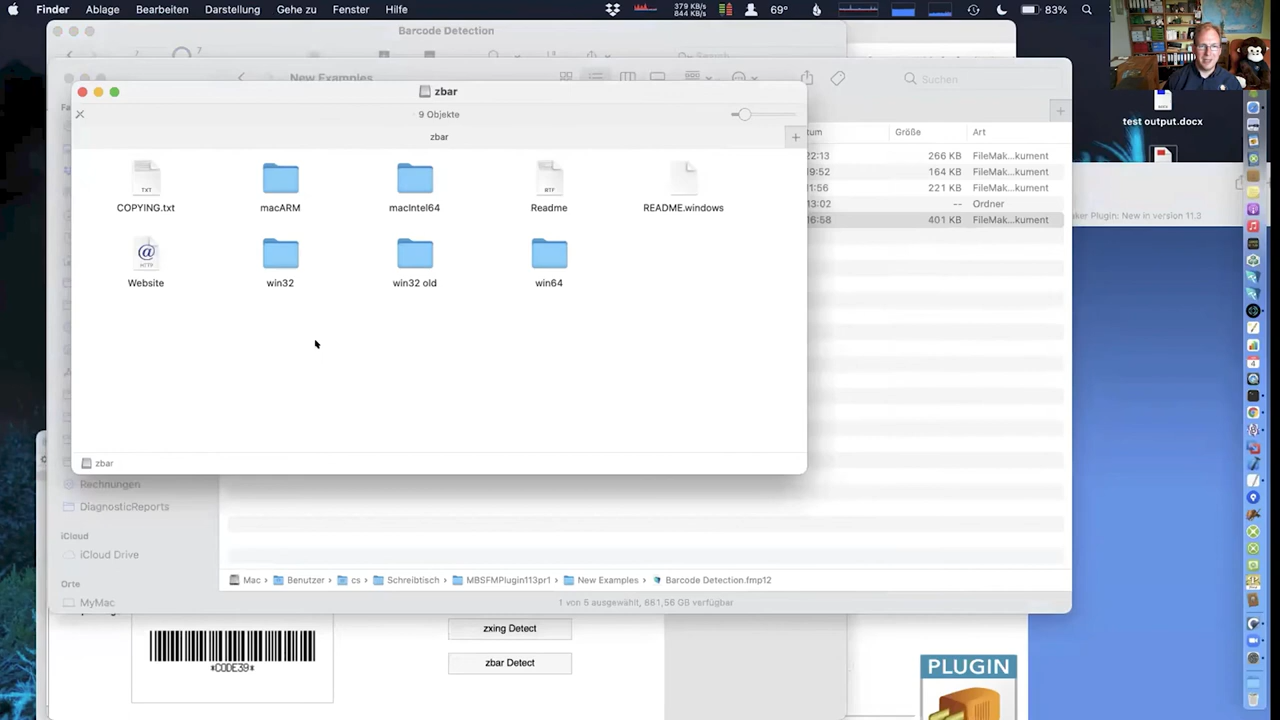 Finder Ablage Bearbeiten Darstellung Gehe zu Fenster Hilfe 379 KB/s 844 KB/s 69° 83%
Barcode Detection
New Examples
Suchen
zbar
9 Objekte
zbar
Größe Art
22:13 266 KB FileMak...kument
19:52 164 KB FileMak...kument
11:56 221 KB FileMak...kument
13:02 -- Ordner
16:58 401 KB FileMak...kument
test output.docx
aker Plugin: New in version 11.3
TXT
RTF
COPYING.txt macARM macIntel64 Readme README.windows
@
HTTP
Website win32 win32 old win64
zbar
Rechnungen
DiagnosticReports
iCloud
iCloud Drive
Orte
MyMac
Mac › Benutzer › cs › Schreibtisch › MBSFMPlugin113pr1 › New Examples › Barcode Detection.fmp12
1 von 5 ausgewählt, 881,56 GB verfügbar
zxing Detect
zbar Detect
*CODE39*
PLUGIN